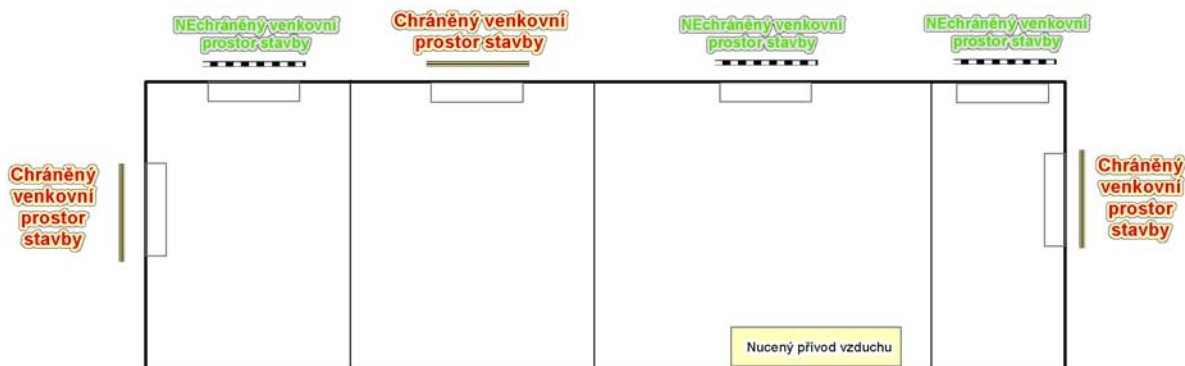 NEchráněný venkovní
prostor stavby
Chráněný venkovní
prostor stavby
NEchráněný venkovní
prostor stavby
NEchráněný venkovní
prostor stavby
Chráněný
venkovní
prostor
stavby
Chráněný
venkovní
prostor
stavby
Nucený přívod vzduchu